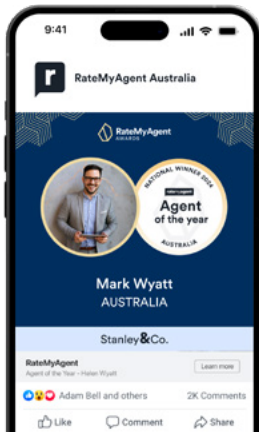 9:41
r
RateMyAgent Australia
RateMyAgent
AWARDS
NATIONAL WINNER 2024
RateMyAgent
Agent
of the year
AUSTRALIA
Mark Wyatt
AUSTRALIA
Stanley&Co.
RateMyAgent
Agent of the Year - Helen Wyatt
Learn more
Adam Bell and others
2K Comments
Like
Comment
Share